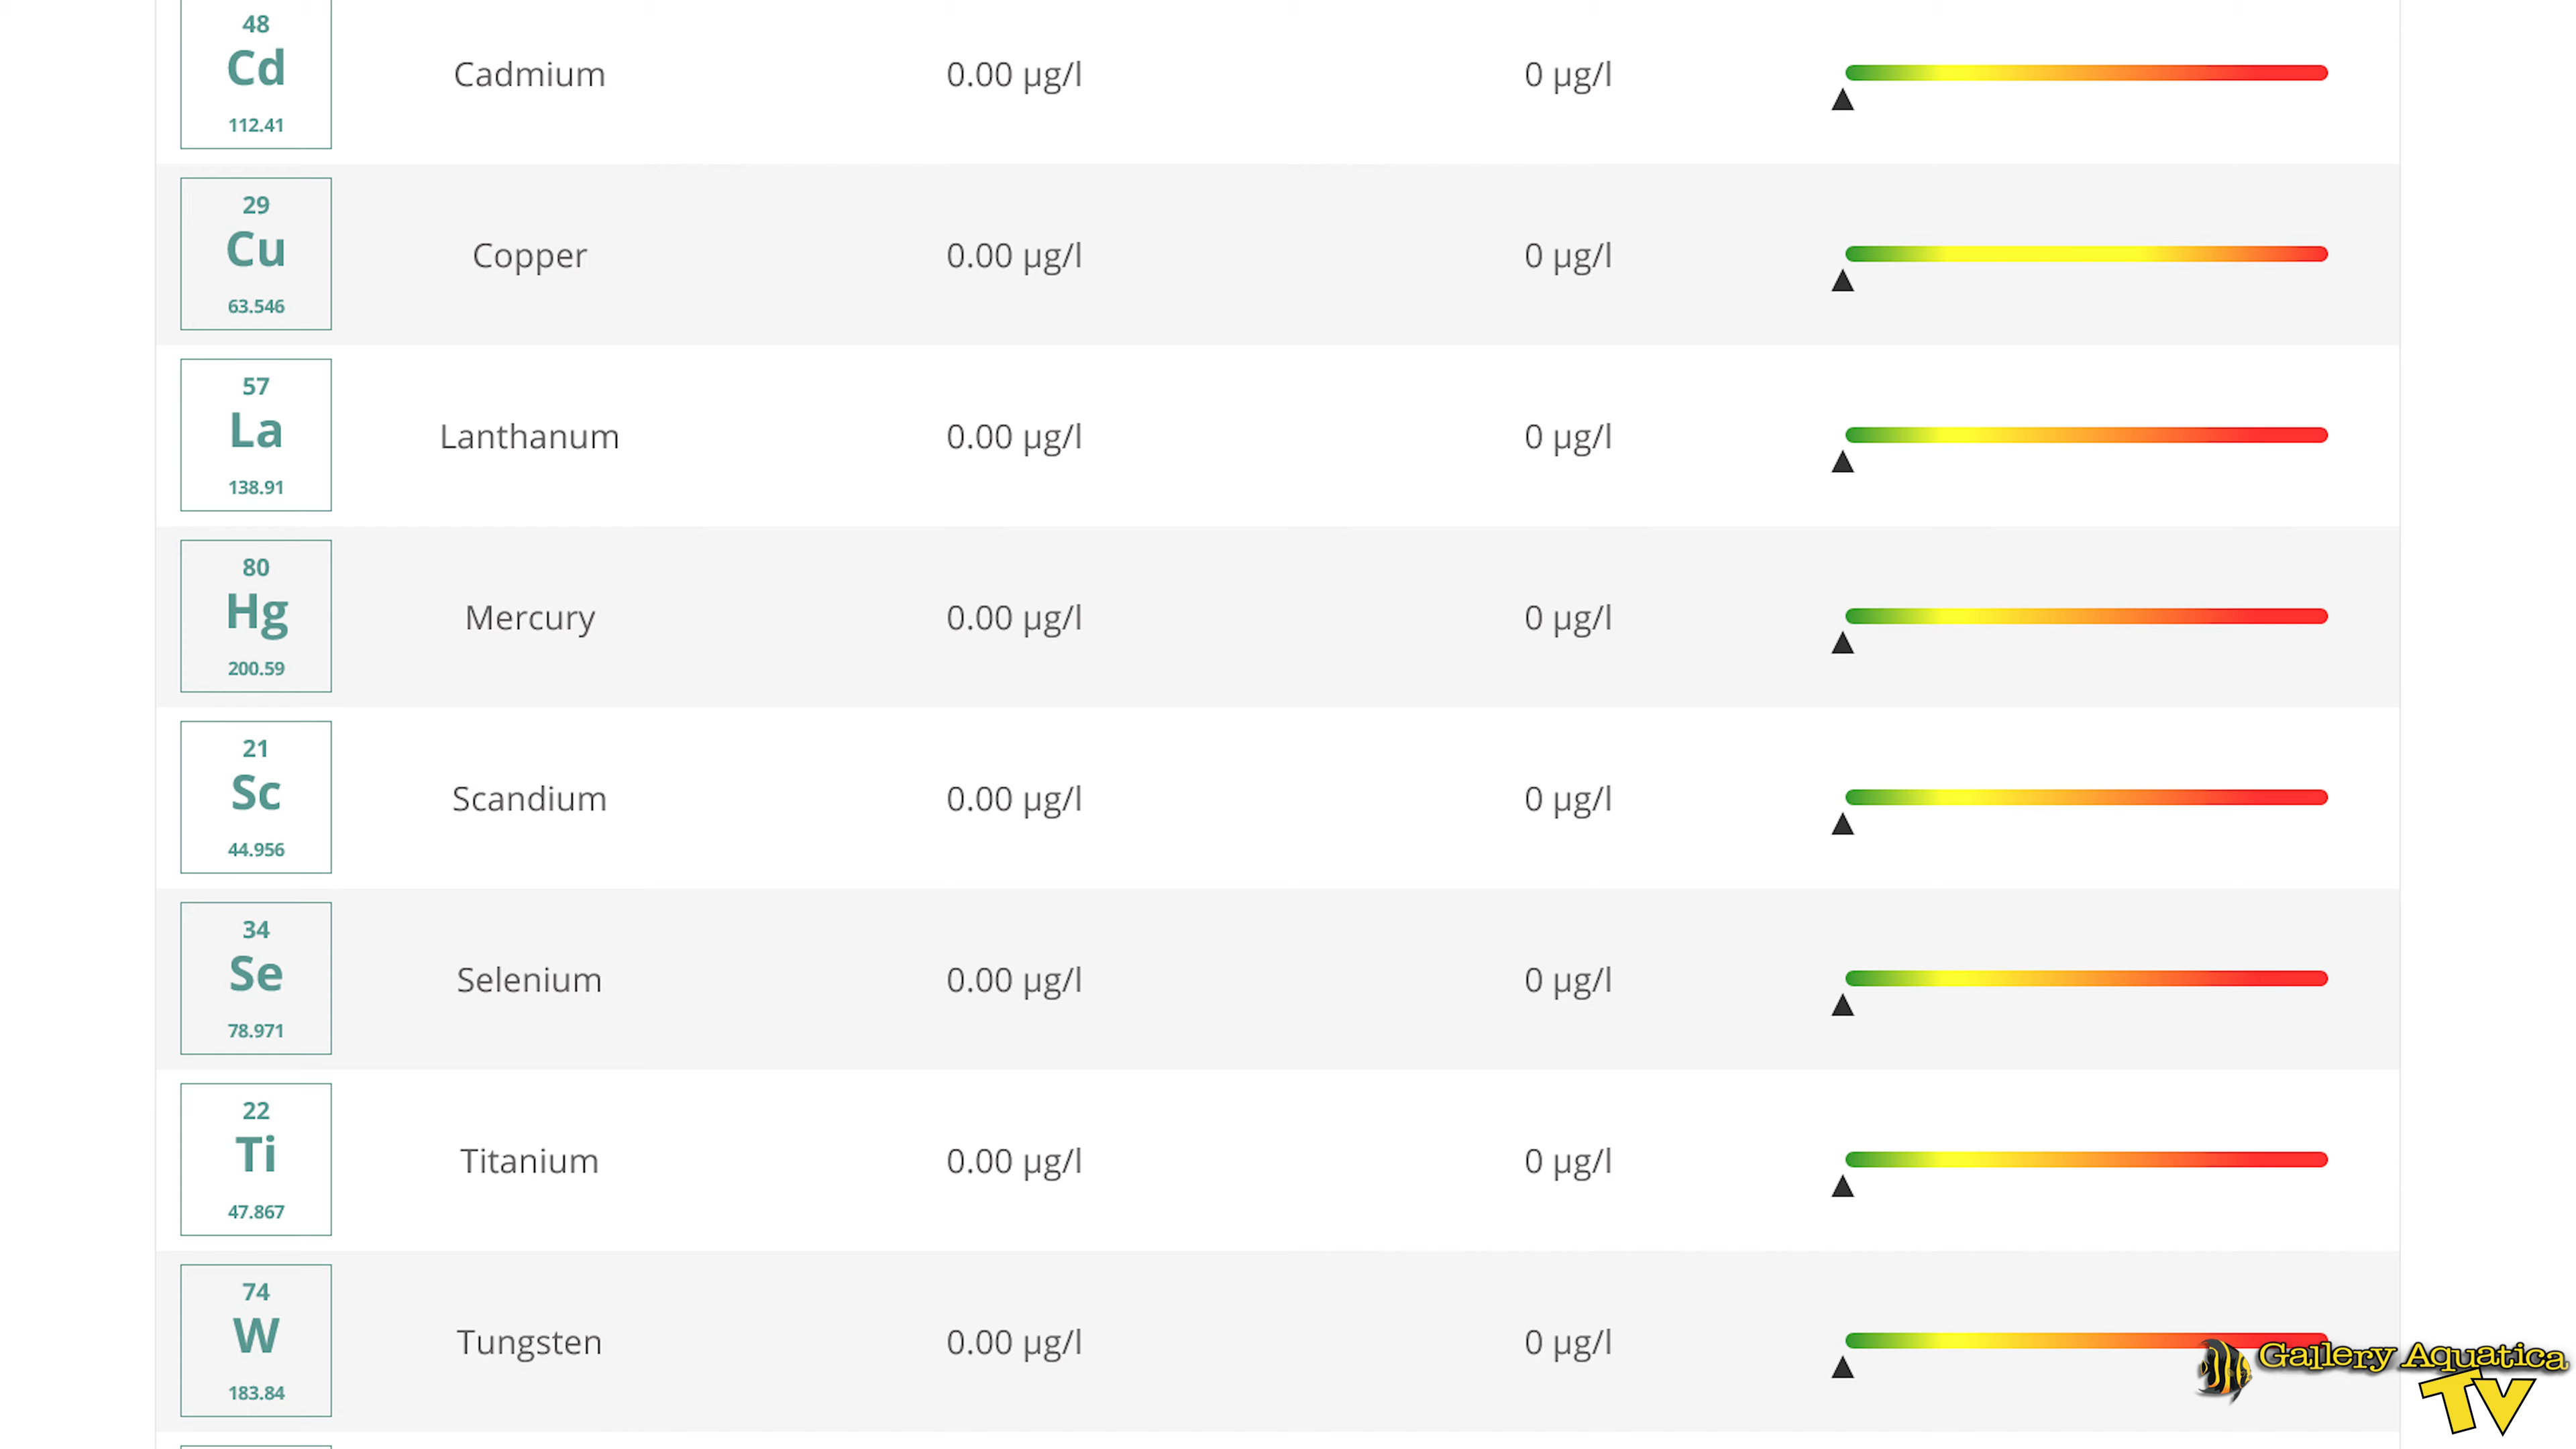 48
Cd
112.41
Cadmium 0.00 µg/l 0 µg/l
29
Cu
63.546
Copper 0.00 µg/l 0 µg/l
57
La
138.91
Lanthanum 0.00 µg/l 0 µg/l
80
Hg
200.59
Mercury 0.00 µg/l 0 µg/l
21
Sc
44.956
Scandium 0.00 µg/l 0 µg/l
34
Se
78.971
Selenium 0.00 µg/l 0 µg/l
22
Ti
47.867
Titanium 0.00 µg/l 0 µg/l
74
W
183.84
Tungsten 0.00 µg/l 0 µg/l
Gallery Aquatica
TV